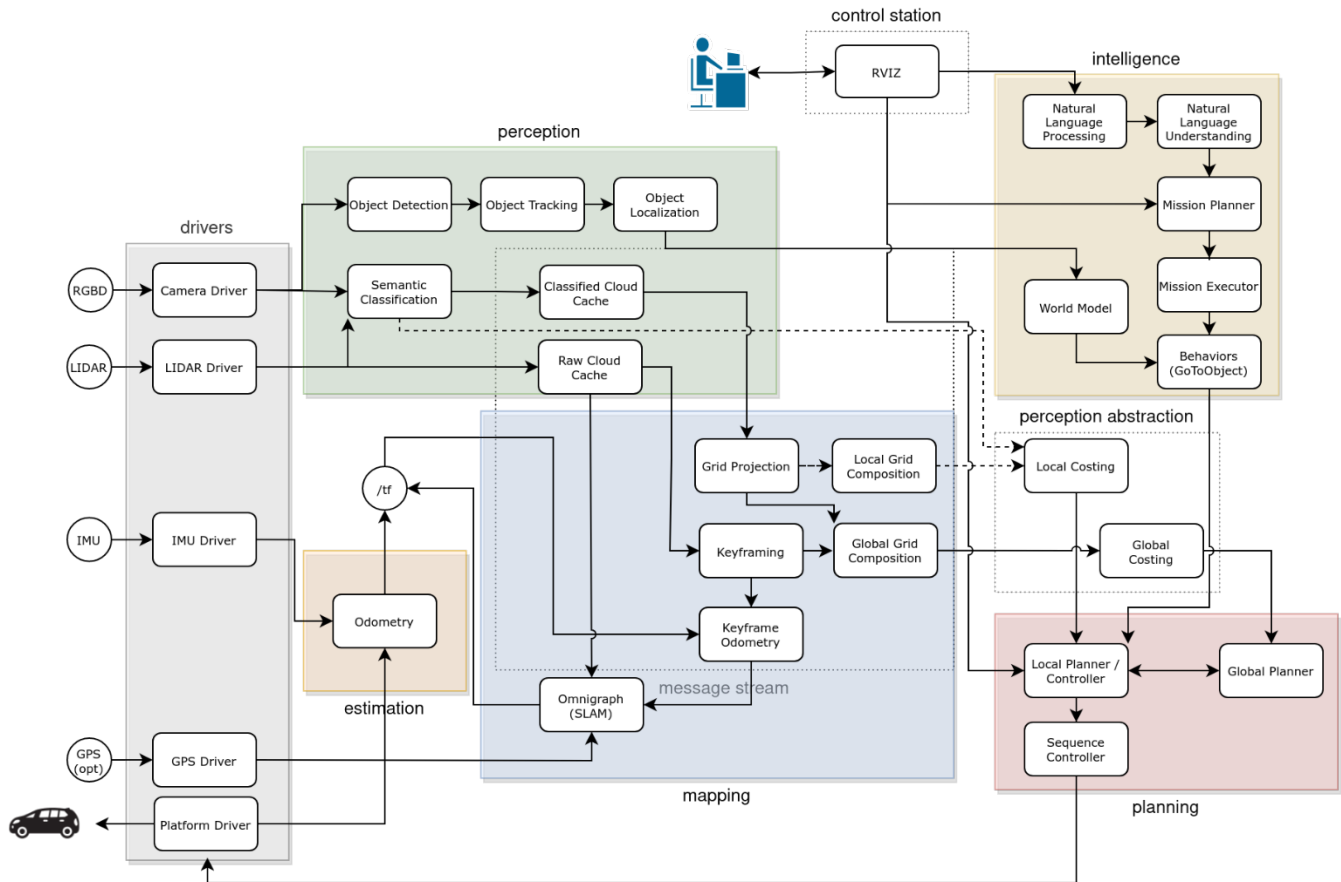 control station
RVIZ
intelligence
Natural
Language
Processing
Natural
Language
Understanding
perception
Object Detection
Object Tracking
Object
Localization
Mission Planner
drivers
RGBD
Camera Driver
Semantic
Classification
Classified Cloud
Cache
World Model
Mission Executor
LIDAR
LIDAR Driver
Raw Cloud
Cache
Behaviors
(GoToObject)
perception abstraction
Grid Projection
Local Grid
Composition
Local Costing
/tf
IMU
IMU Driver
Keyframing
Global Grid
Composition
Global
Costing
Odometry
Keyframe
Odometry
estimation
message stream
Local Planner /
Controller
Global Planner
Omnigraph
(SLAM)
GPS
(opt)
GPS Driver
Sequence
Controller
mapping
planning
Platform Driver